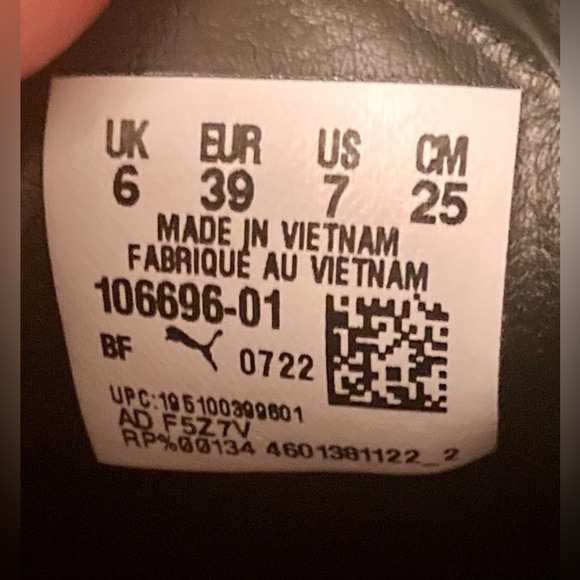 UK EUR US CM
6 39 7 25
MADE IN VIETNAM
FABRIQUÉ AU VIETNAM
106696-01
BF 0722
UPC:195100399601
AD F5Z7V
RP%00134 4601381122_2